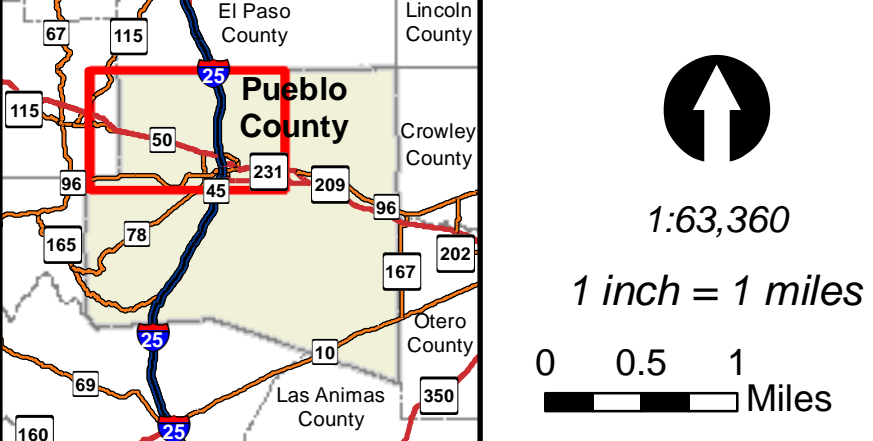 El Paso
County
Lincoln
County
67
115
25
Pueblo
County
115
50
Crowley
County
231
96
45
209
96
165
78
202
167
25
Otero
County
10
69
Las Animas
County
350
160
25
1:63,360
1 inch = 1 miles
0 0.5 1
Miles